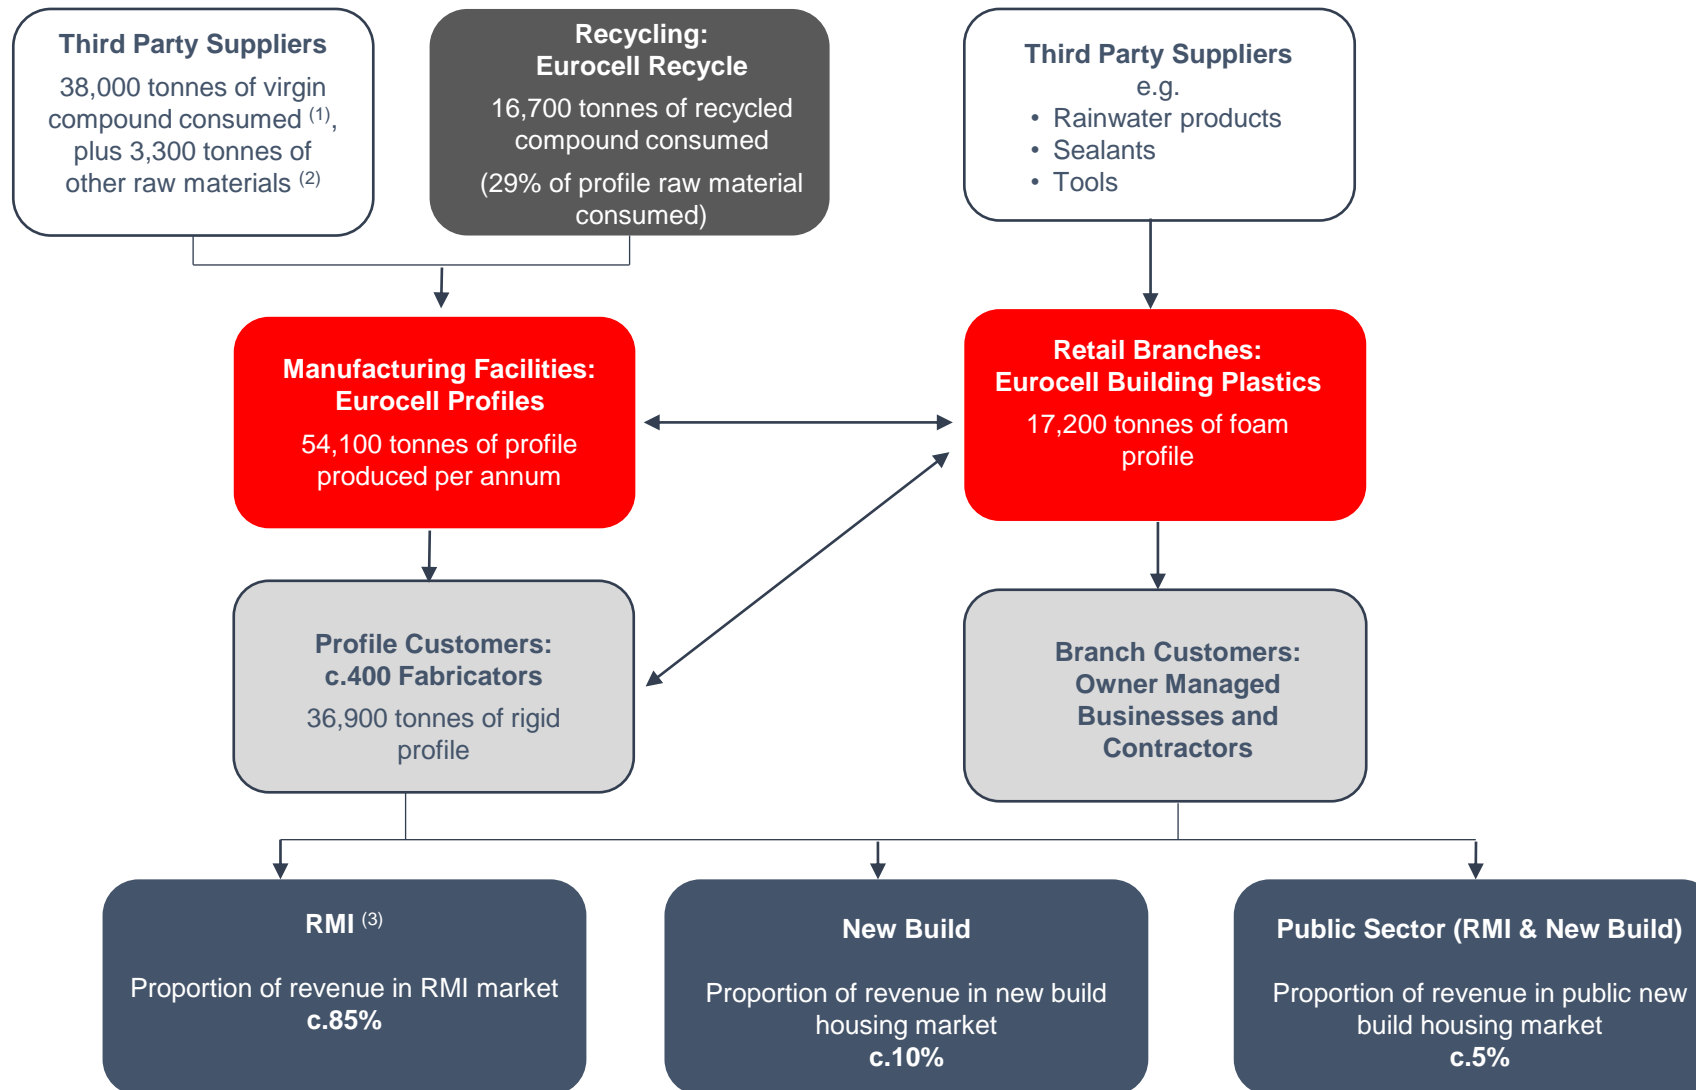 Third Party Suppliers
38,000 tonnes of virgin
compound consumed (1),
plus 3,300 tonnes of
other raw materials (2)
Recycling:
Eurocell Recycle
16,700 tonnes of recycled
compound consumed
(29% of profile raw material
consumed)
Third Party Suppliers
e.g.
• Rainwater products
• Sealants
• Tools
Manufacturing Facilities:
Eurocell Profiles
54,100 tonnes of profile
produced per annum
Retail Branches:
Eurocell Building Plastics
17,200 tonnes of foam
profile
Profile Customers:
c.400 Fabricators
36,900 tonnes of rigid
profile
Branch Customers:
Owner Managed
Businesses and
Contractors
RMI (3)
Proportion of revenue in RMI market
c.85%
New Build
Proportion of revenue in new build
housing market
c.10%
Public Sector (RMI & New Build)
Proportion of revenue in public new
build housing market
c.5%